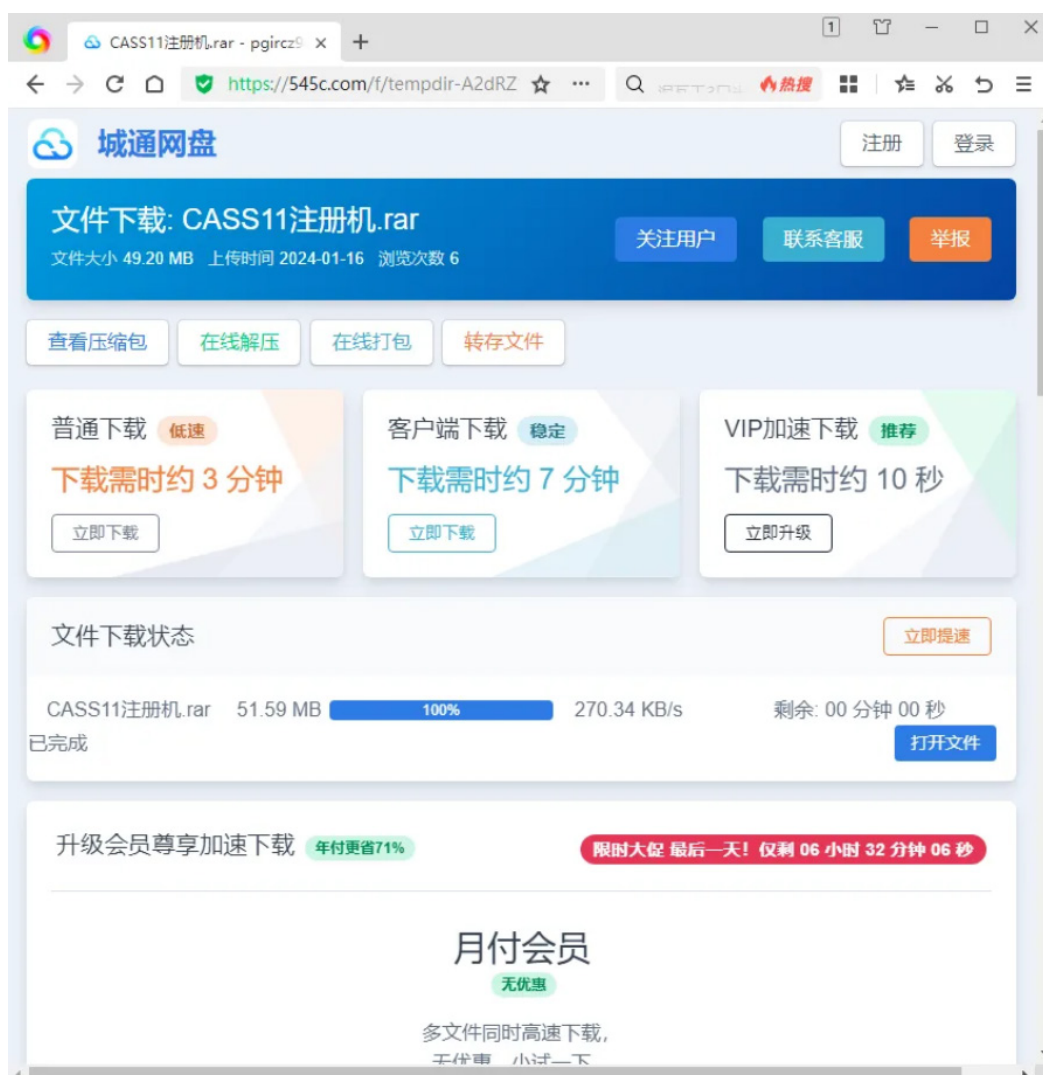 CASS11注册机.rar - pgircz9
1
https://545c.com/f/tempdir-A2dRZ
热搜
城通网盘
注册 登录
文件下载: CASS11注册机.rar
关注用户 联系客服 举报
文件大小 49.20 MB 上传时间 2024-01-16 浏览次数 6
查看压缩包 在线解压 在线打包 转存文件
普通下载 低速 客户端下载 稳定 VIP加速下载 推荐
下载需时约 3 分钟 下载需时约 7 分钟 下载需时约 10 秒
立即下载 立即下载 立即升级
文件下载状态 立即提速
CASS11注册机.rar 51.59 MB 100% 270.34 KB/s 剩余: 00 分钟 00 秒
已完成 打开文件
升级会员尊享加速下载 年付更省71% 限时大促 最后一天! 仅剩 06 小时 32 分钟 06 秒
月付会员
无优惠
多文件同时高速下载,
无优惠 小试一下